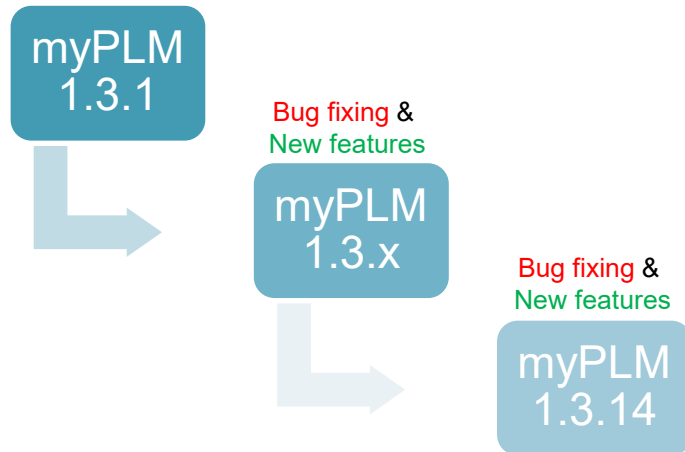 myPLM
1.3.1
Bug fixing &
New features
myPLM
1.3.x
Bug fixing &
New features
myPLM
1.3.14